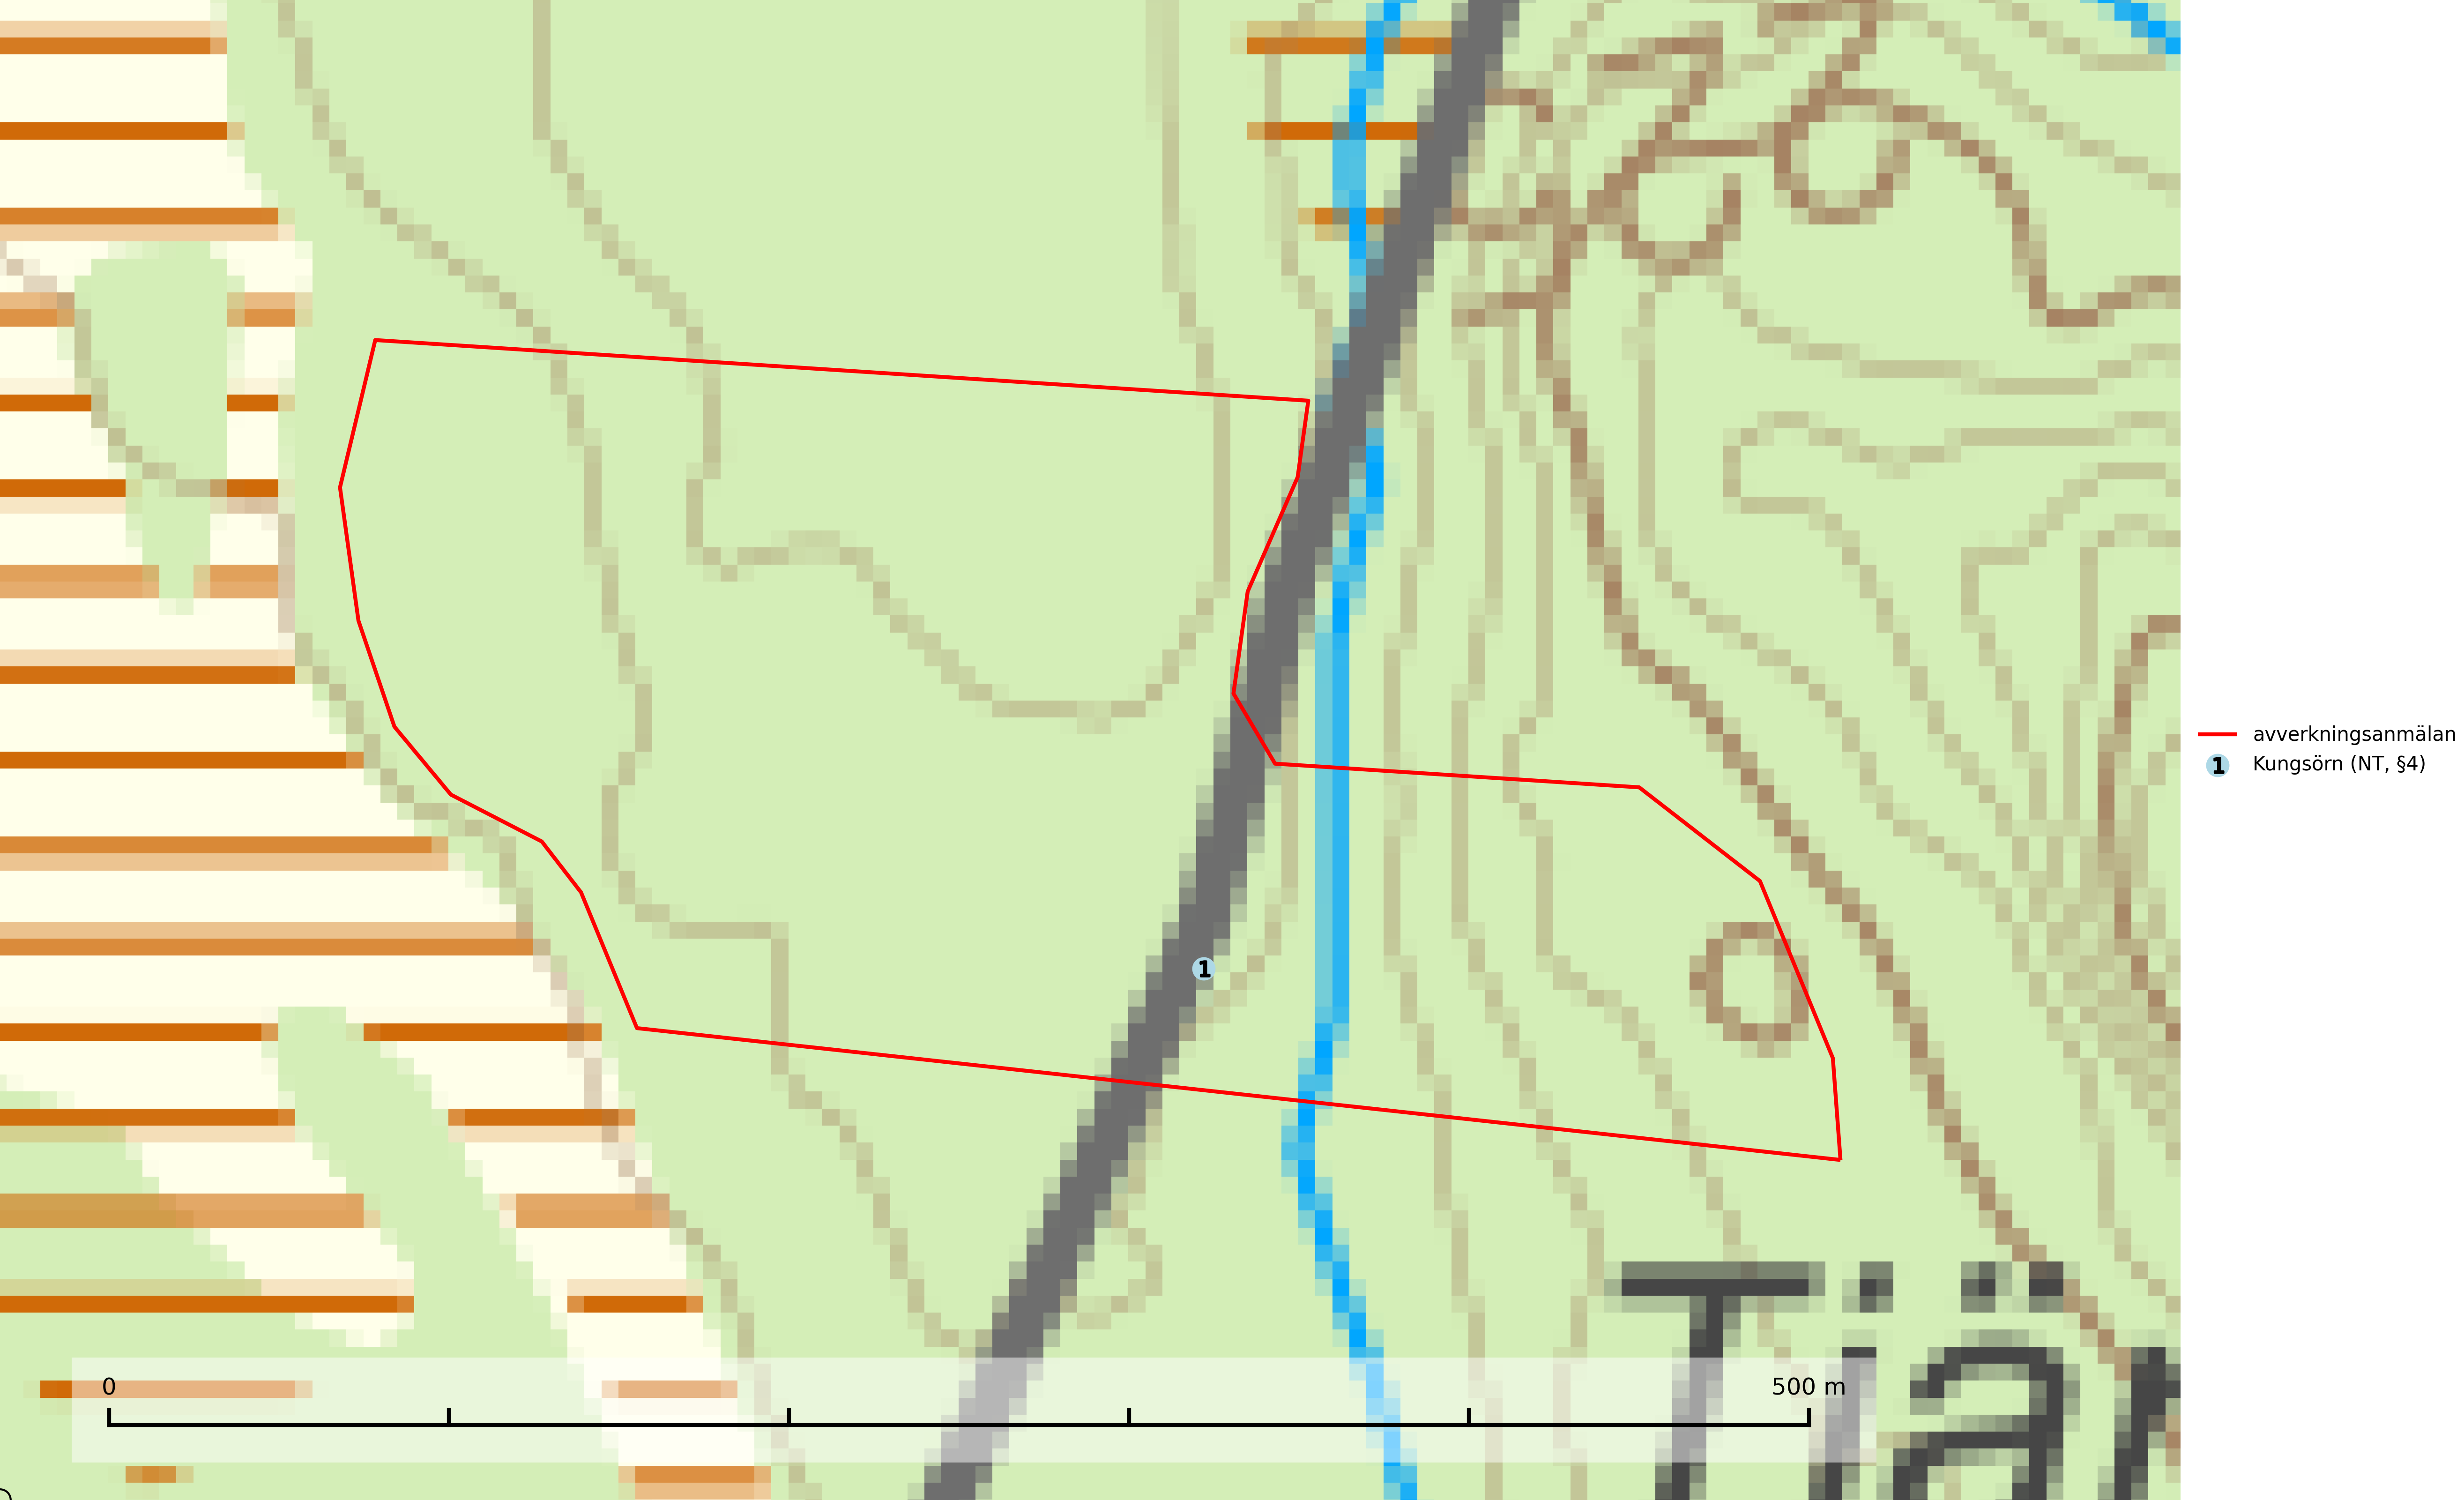 avverkningsanmälan
1 Kungsörn (NT, §4)
1
0 500 m